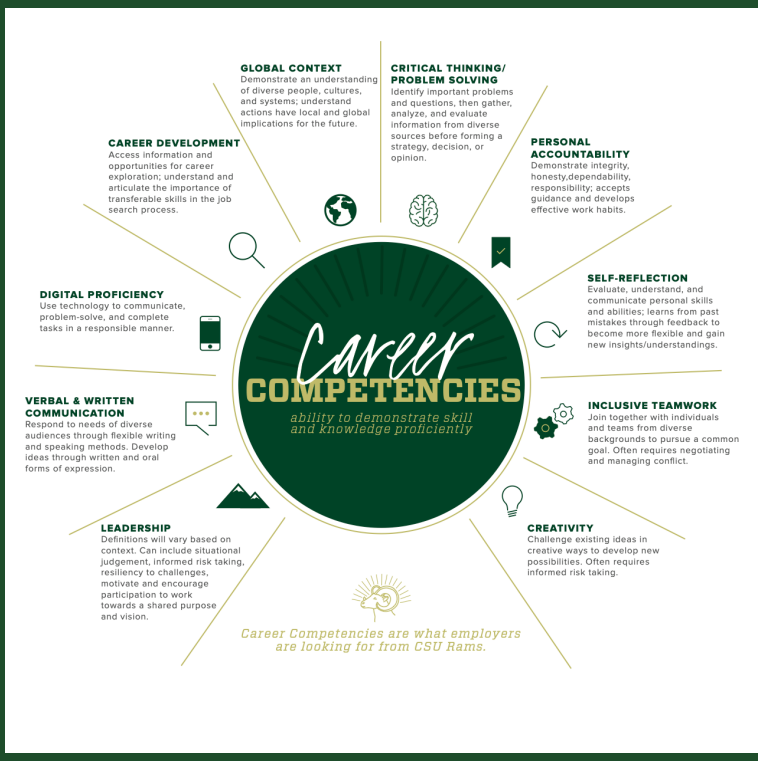 GLOBAL CONTEXT
Demonstrate an understanding
of diverse people, cultures,
and systems; understand
actions have local and global
implications for the future.
CRITICAL THINKING/
PROBLEM SOLVING
Identify important problems
and questions, then gather,
analyze, and evaluate
information from diverse
sources before forming a
strategy, decision, or
opinion.
PERSONAL
ACCOUNTABILITY
Demonstrate integrity,
honesty,dependability,
responsibility; accepts
guidance and develops
effective work habits.
SELF-REFLECTION
Evaluate, understand, and
communicate personal skills
and abilities; learns from past
mistakes through feedback to
become more flexible and gain
new insights/understandings.
INCLUSIVE TEAMWORK
Join together with individuals
and teams from diverse
backgrounds to pursue a common
goal. Often requires negotiating
and managing conflict.
CREATIVITY
Challenge existing ideas in
creative ways to develop new
possibilities. Often requires
informed risk taking.
LEADERSHIP
Definitions will vary based on
context. Can include situational
judgement, informed risk taking,
resiliency to challenges,
motivate and encourage
participation to work
towards a shared purpose
and vision.
VERBAL & WRITTEN
COMMUNICATION
Respond to needs of diverse
audiences through flexible writing
and speaking methods. Develop
ideas through written and oral
forms of expression.
DIGITAL PROFICIENCY
Use technology to communicate,
problem-solve, and complete
tasks in a responsible manner.
CAREER DEVELOPMENT
Access information and
opportunities for career
exploration; understand and
articulate the importance of
transferable skills in the job
search process.
Career
COMPETENCIES
ability to demonstrate skill
and knowledge proficiently
Career Competencies are what employers
are looking for from CSU Rams.